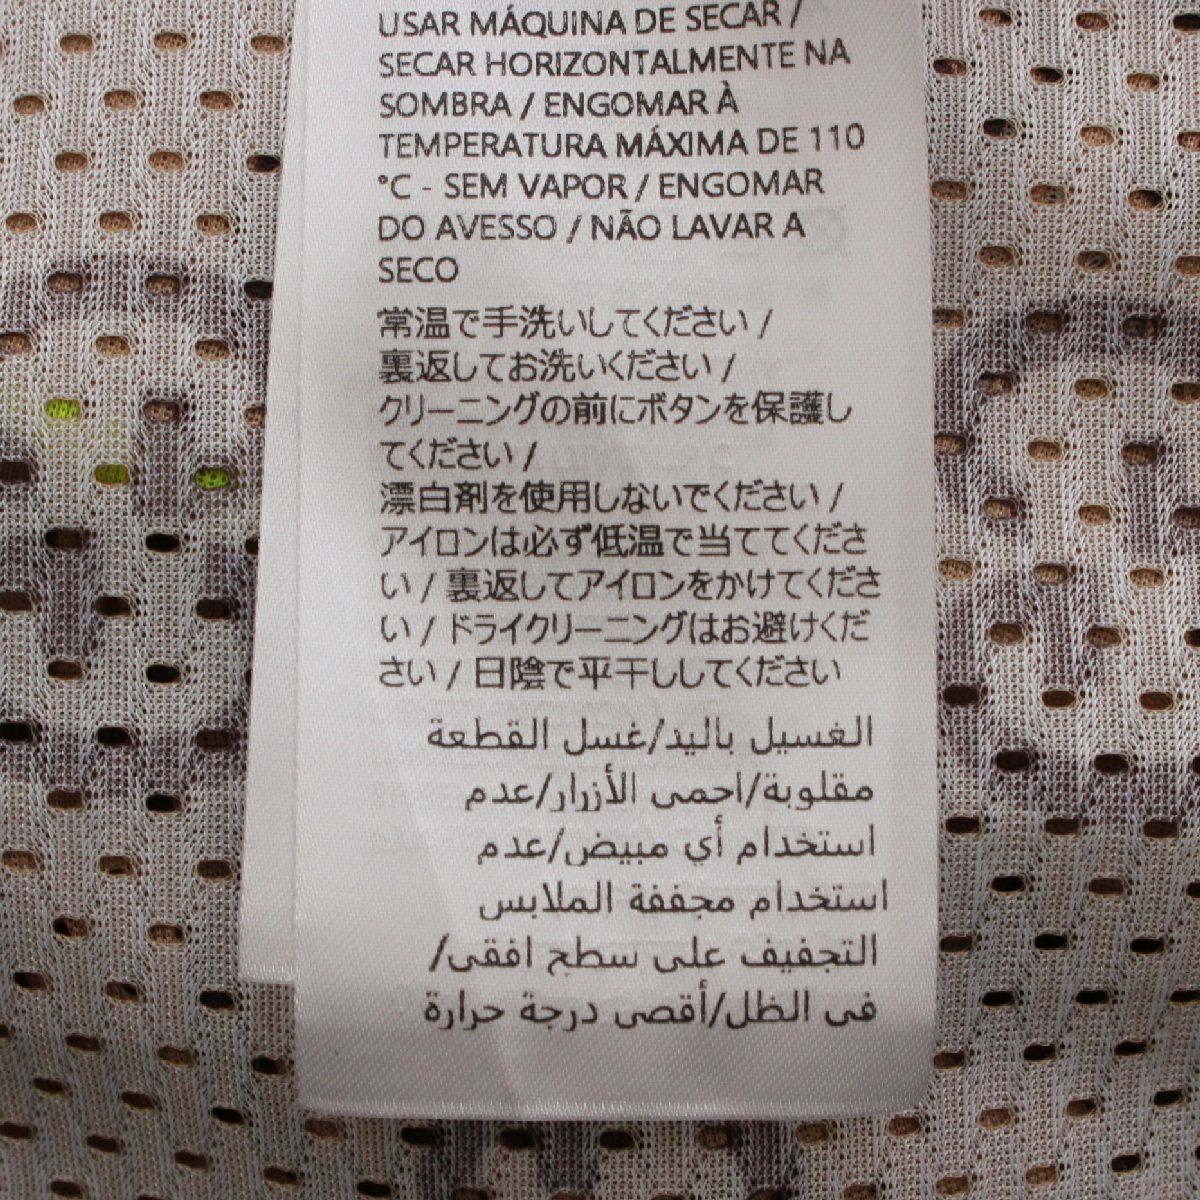 USAR MÁQUINA DE SECAR /
SECAR HORIZONTALMENTE NA
SOMBRA / ENGOMAR À
TEMPERATURA MÁXIMA DE 110
°C - SEM VAPOR / ENGOMAR
DO AVESSO / NÃO LAVAR A
SECO
常温で手洗いしてください /
裏返してお洗いください /
クリーニングの前にボタンを保護し
てください /
漂白剤を使用しないでください /
アイロンは必ず低温で当ててくださ
い / 裏返してアイロンをかけてくださ
い / ドライクリーニングはお避けくだ
さい / 日陰で平干ししてください
الغسيل باليد/غسل القطعة
مقلوبة/احمى الأزرار/عدم
استخدام أي مبيض/عدم
استخدام مجففة الملابس
التجفيف على سطح افقى/
فى الظل/أقصى درجة حرارة